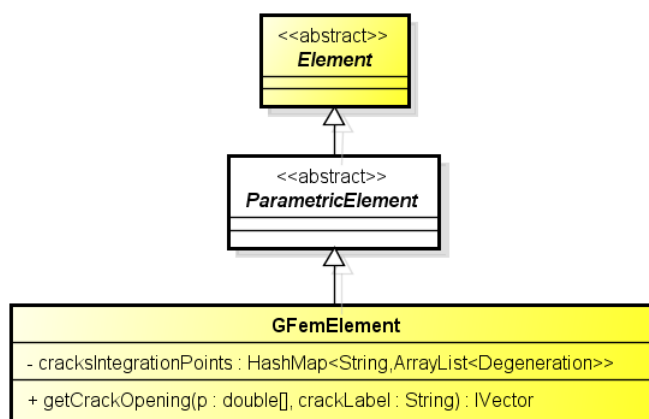 <<abstract>>
Element
<<abstract>>
ParametricElement
GFemElement
- cracksIntegrationPoints : HashMap<String,ArrayList<Degeneration>>
+ getCrackOpening(p : double[], crackLabel : String) : IVector